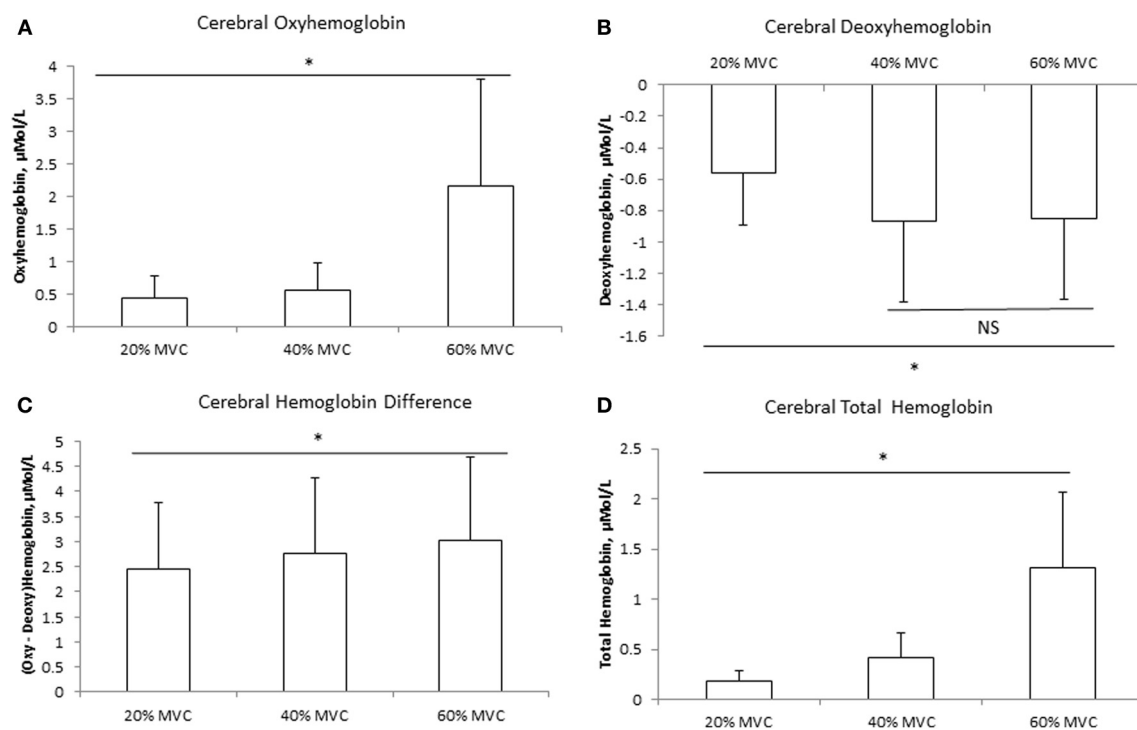 A
Cerebral Oxyhemoglobin
*
4
3.5
3
2.5
2
1.5
1
0.5
0
Oxyhemoglobin, µMol/L
20% MVC
40% MVC
60% MVC
B
Cerebral Deoxyhemoglobin
20% MVC
40% MVC
60% MVC
0
-0.2
-0.4
-0.6
-0.8
-1
-1.2
-1.4
-1.6
Deoxyhemoglobin, µMol/L
NS
*
C
Cerebral Hemoglobin Difference
*
5
4.5
4
3.5
3
2.5
2
1.5
1
0.5
0
(Oxy - Deoxy)Hemoglobin, µMol/L
20% MVC
40% MVC
60% MVC
D
Cerebral Total Hemoglobin
*
2.5
2
1.5
1
0.5
0
Total Hemoglobin, µMol/L
20% MVC
40% MVC
60% MVC